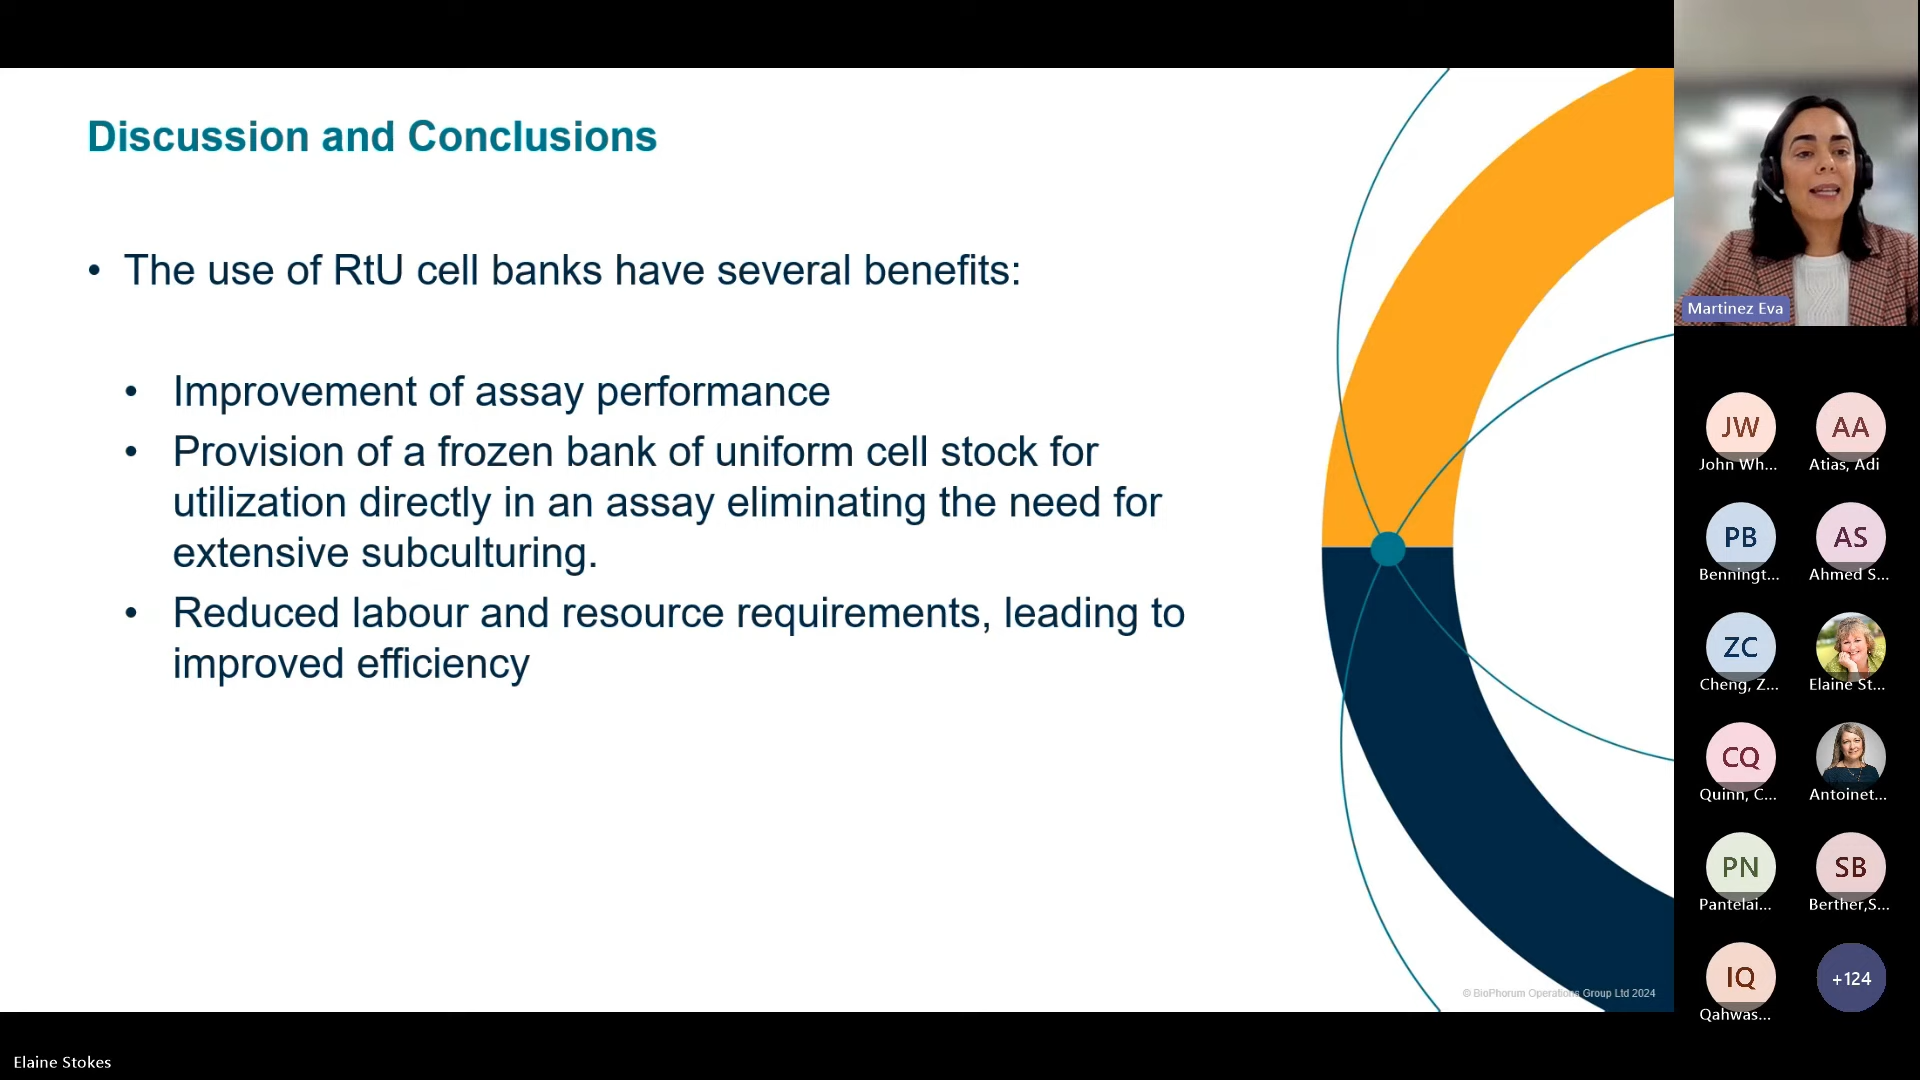 Discussion and Conclusions
• The use of RtU cell banks have several benefits:
• Improvement of assay performance
• Provision of a frozen bank of uniform cell stock for
utilization directly in an assay eliminating the need for
extensive subculturing.
• Reduced labour and resource requirements, leading to
improved efficiency
© BioPhorum Operations Group Ltd 2024
Martinez Eva
JW
John Wh...
AA
Atias, Adi
PB
Benningt...
AS
Ahmed S...
ZC
Cheng, Z...
Elaine St...
CQ
Quinn, C...
Antoinet...
PN
Pantelai...
SB
Berther,S...
IQ
Qahwas...
+124
Elaine Stokes